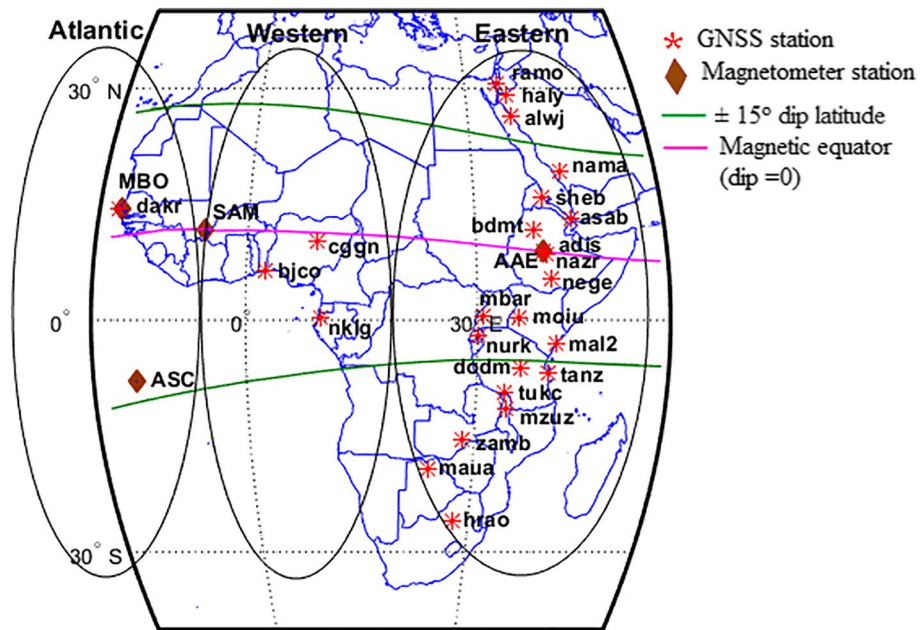 Atlantic
Western
Eastern
GNSS station
Magnetometer station
± 15° dip latitude
Magnetic equator
(dip =0)
30° N
ramo
haly
alwj
nama
MBO
dakr
SAM
sheb
asab
bdmt
cggn
adis
AAE
nazr
bjco
nege
mbar
0°
0°
30° E
nklg
moiu
nurk
mal2
dodm
tanz
ASC
tukc
mzuz
zamb
maua
hrao
30° S